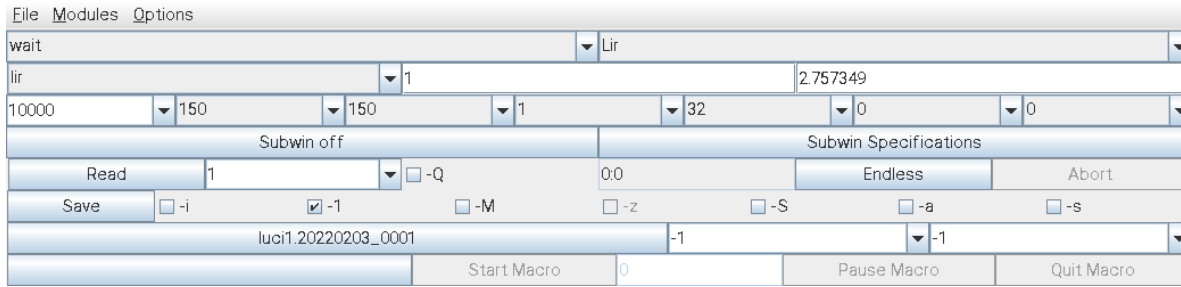 File Modules Options
wait Lir
lir 1 2.757349
10000 150 150 1 32 0 0
Subwin off Subwin Specifications
Read 1 -Q 0:0 Endless Abort
Save -i -1 -M -z -S -a -s
luci1.20220203_0001 -1 -1
Start Macro 0 Pause Macro Quit Macro